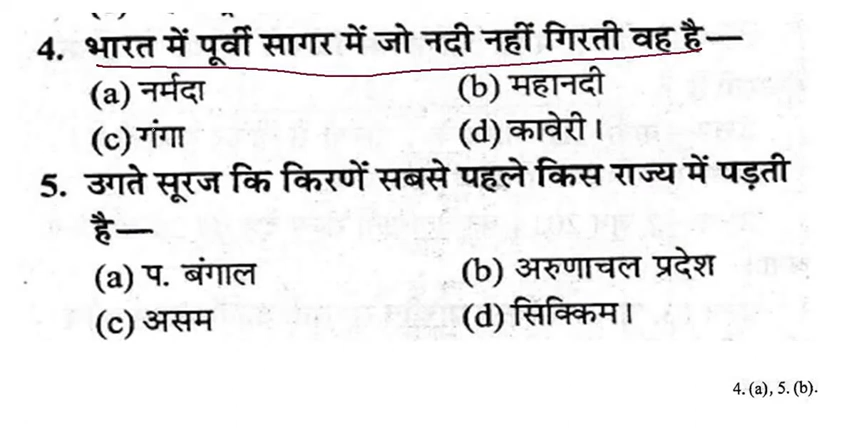 4. भारत में पूर्वी सागर में जो नदी नहीं गिरती वह है—
(a) नर्मदा (b) महानदी
(c) गंगा (d) कावेरी।
5. उगते सूरज कि किरणें सबसे पहले किस राज्य में पड़ती
है—
(a) प. बंगाल (b) अरुणाचल प्रदेश
(c) असम (d) सिक्किम।
4. (a), 5. (b).